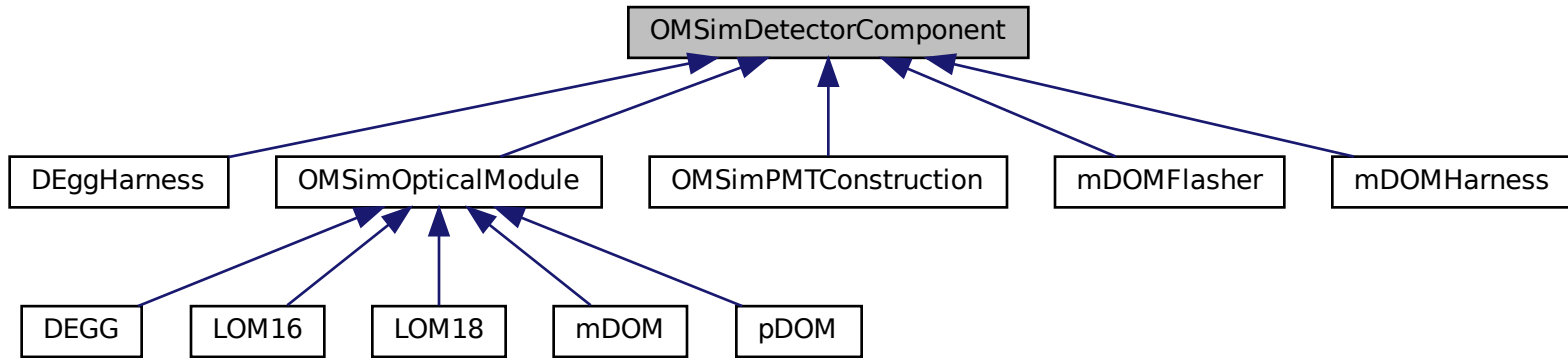 OMSimDetectorComponent
DEggHarness
OMSimOpticalModule
OMSimPMTConstruction
mDOMFlasher
mDOMHarness
DEGG
LOM16
LOM18
mDOM
pDOM